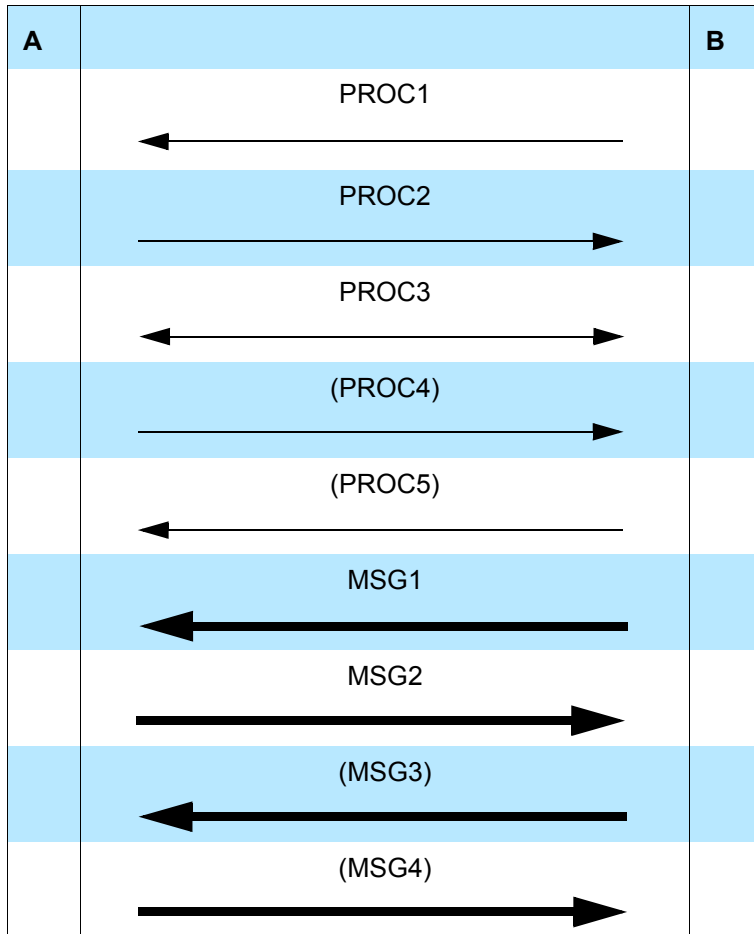 A B
PROC1
PROC2
PROC3
(PROC4)
(PROC5)
MSG1
MSG2
(MSG3)
(MSG4)